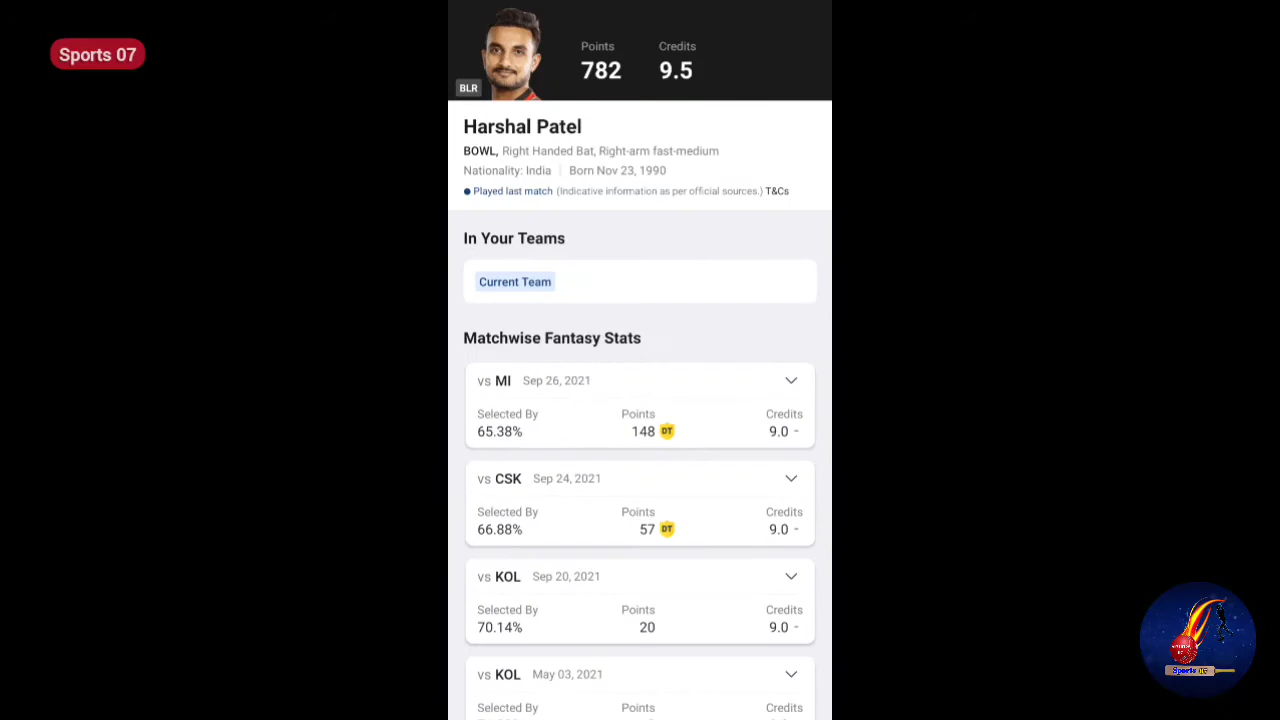 Sports 07
Points
Credits
782
9.5
BLR
Harshal Patel
BOWL, Right Handed Bat, Right-arm fast-medium
Nationality: India | Born Nov 23, 1990
Played last match (Indicative information as per official sources.) T&Cs
In Your Teams
Current Team
Matchwise Fantasy Stats
vs MI Sep 26, 2021
Selected By Points Credits
65.38% 148 DT 9.0 -
vs CSK Sep 24, 2021
Selected By Points Credits
66.88% 57 DT 9.0 -
vs KOL Sep 20, 2021
Selected By Points Credits
70.14% 20 9.0 -
vs KOL May 03, 2021
Selected By Points Credits
Sports 07